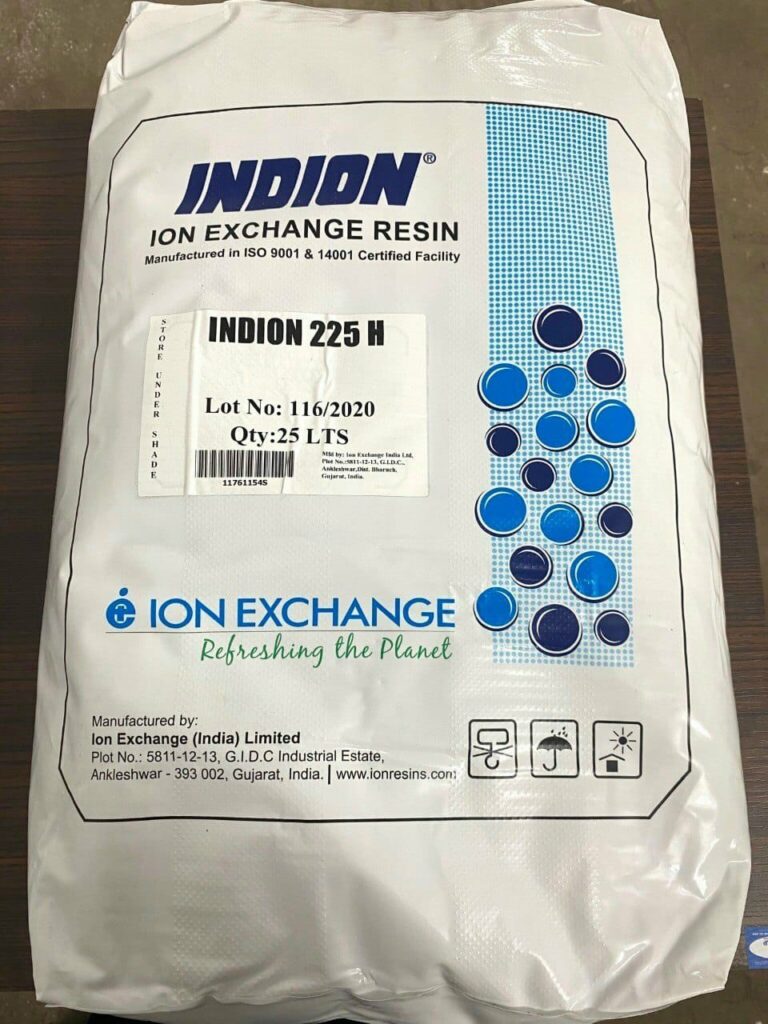 INDION®
ION EXCHANGE RESIN
Manufactured in ISO 9001 & 14001 Certified Facility
STORE UNDER SHADE
INDION 225 H
Lot No: 116/2020
Qty:25 LTS
Mfd by: Ion Exchange India Ltd,
Plot No.:5811-12-13, G.I.D.C.,
Ankleshwar,Dist. Bharuch,
Gujarat, India.
11761154S
ION EXCHANGE
Refreshing the Planet
Manufactured by:
Ion Exchange (India) Limited
Plot No.: 5811-12-13, G.I.D.C Industrial Estate,
Ankleshwar - 393 002, Gujarat, India. | www.ionresins.com